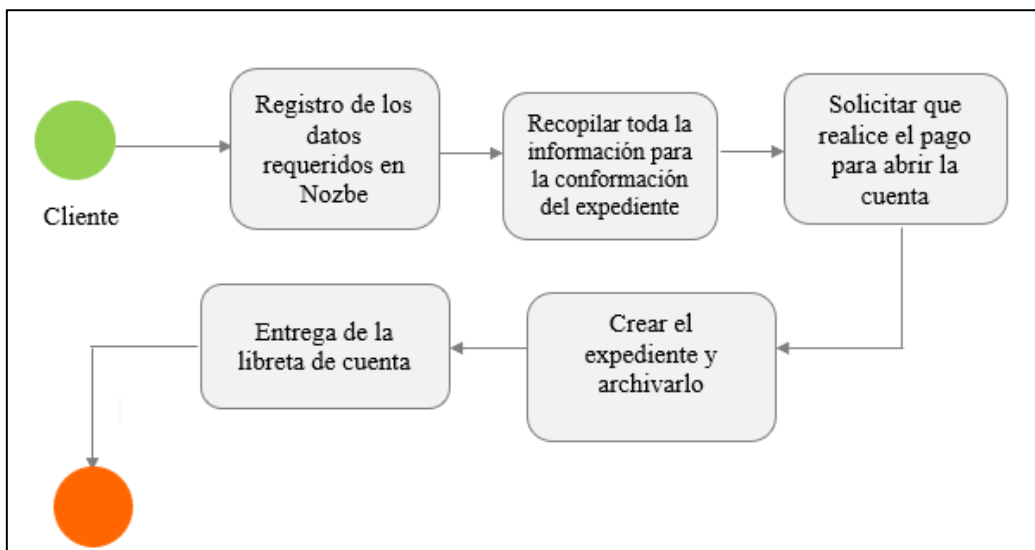 Cliente
Registro de los
datos
requeridos en
Nozbe
Recopilar toda la
información para
la conformación
del expediente
Solicitar que
realice el pago
para abrir la
cuenta
Crear el
expediente y
archivarlo
Entrega de la
libreta de cuenta